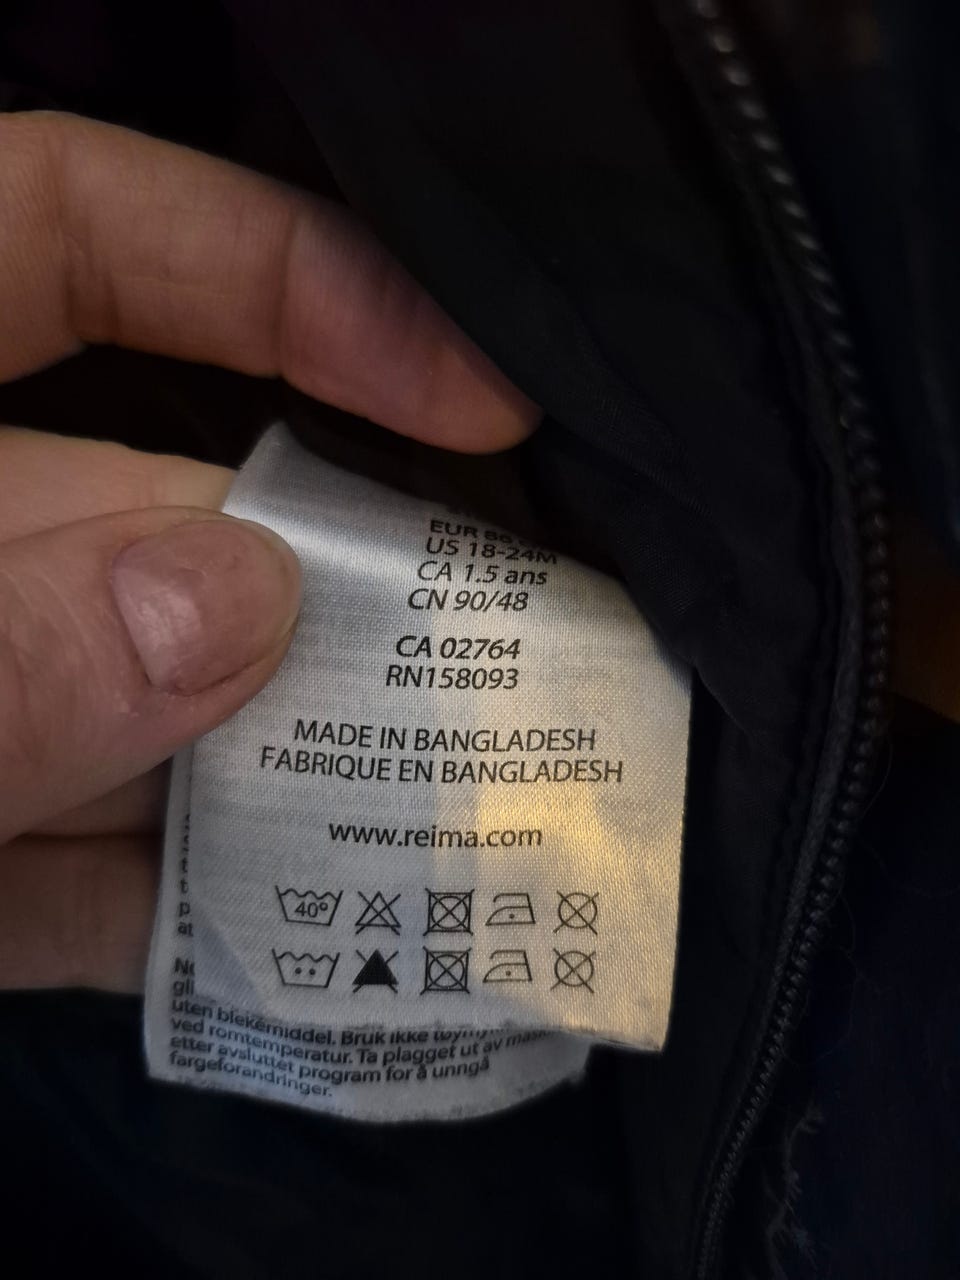 EUR 86
US 18-24M
CA 1.5 ans
CN 90/48
CA 02764
RN158093
MADE IN BANGLADESH
FABRIQUE EN BANGLADESH
www.reima.com
40°
uten blekemiddel. Bruk ikke
ved romtemperatur. Ta plagget ut av
etter avsluttet program for å unngå
fargeforandringer.